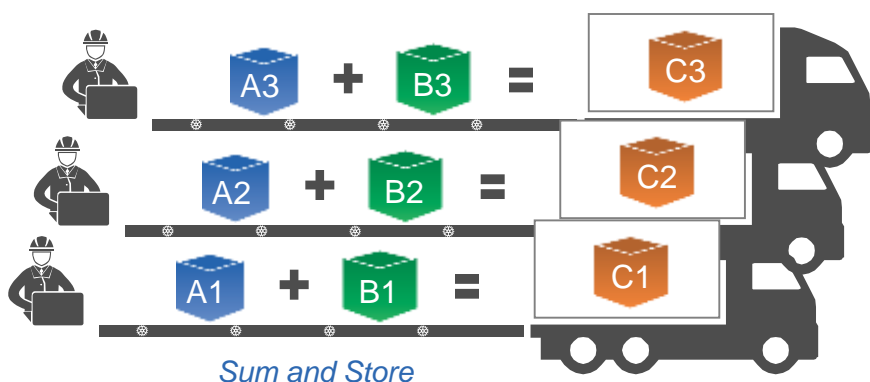 A3 + B3 = C3
A2 + B2 = C2
A1 + B1 = C1
Sum and Store